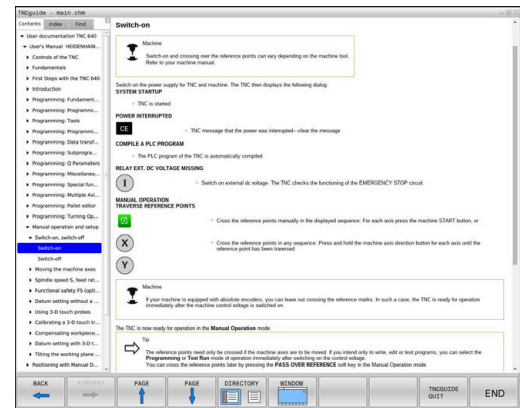 TNCguide - main.chm
Contents Index Find
User documentation TNC 640
User's Manual HEIDENHAIN...
Controls of the TNC
Fundamentals
First Steps with the TNC 640
Introduction
Programming: Fundament...
Programming: Programmi...
Programming: Tools
Programming: Programmi...
Programming: Data transf...
Programming: Subprogra...
Programming: Q Parameters
Programming: Miscellaneo...
Programming: Special fun...
Programming: Multiple Axi...
Programming: Pallet editor
Programming: Turning Op...
Manual operation and setup
Switch-on, switch-off
Switch-on
Switch-off
Moving the machine axes
Spindle speed S, feed rat...
Functional safety FS (opti...
Datum setting without a ...
Using 3-D touch probes
Calibrating a 3-D touch tr...
Compensating workpiece...
Datum setting with 3-D t...
Tilting the working plane ...
Positioning with Manual D...
Switch-on
Machine
Switch-on and crossing over the reference points can vary depending on the machine tool.
Refer to your machine manual.
Switch on the power supply for TNC and machine. The TNC then displays the following dialog:
SYSTEM STARTUP
TNC is started
POWER INTERRUPTED
CE
TNC message that the power was interrupted—clear the message
COMPILE A PLC PROGRAM
The PLC program of the TNC is automatically compiled
RELAY EXT. DC VOLTAGE MISSING
I
Switch on external dc voltage. The TNC checks the functioning of the EMERGENCY STOP circuit
MANUAL OPERATION
TRAVERSE REFERENCE POINTS
Cross the reference points manually in the displayed sequence: For each axis press the machine START button, or
X
Cross the reference points in any sequence: Press and hold the machine axis direction button for each axis until the
reference point has been traversed
Y
Machine
If your machine is equipped with absolute encoders, you can leave out crossing the reference marks. In such a case, the TNC is ready for operation
immediately after the machine control voltage is switched on.
The TNC is now ready for operation in the Manual Operation mode.
Tip
The reference points need only be crossed if the machine axes are to be moved. If you intend only to write, edit or test programs, you can select the
Programming or Test Run mode of operation immediately after switching on the control voltage.
You can cross the reference points later by pressing the PASS OVER REFERENCE soft key in the Manual Operation mode.
BACK
FORWARD
PAGE
PAGE
DIRECTORY
WINDOW
TNCGUIDE
QUIT
END